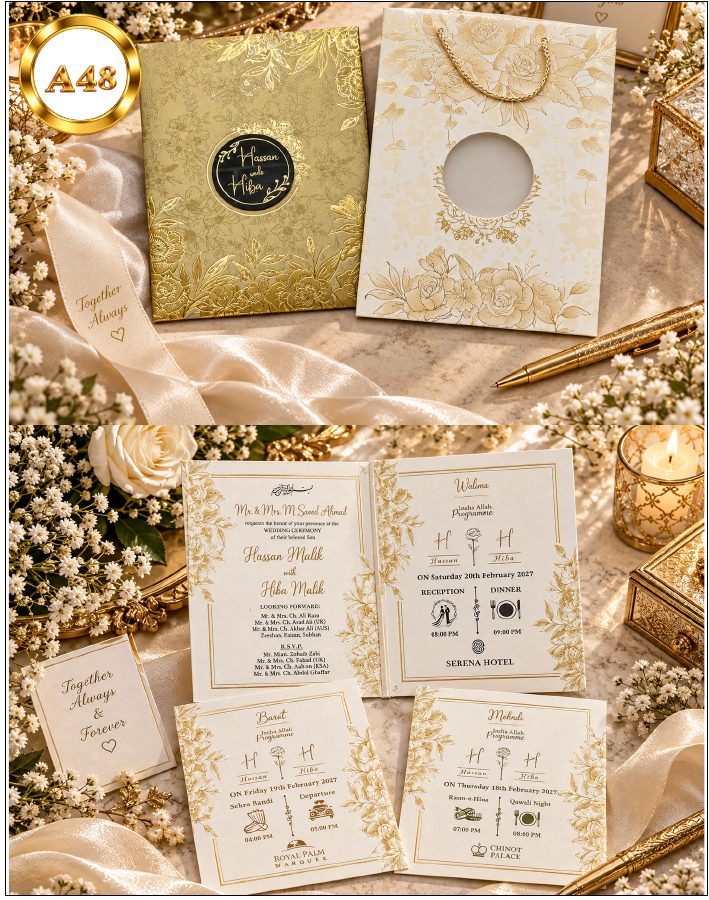 A48
Hassan
weds
Hiba
Together
Always
Mr. & Mrs. M Saeed Ahmad
requests the honor of your presence at the
WEDDING CEREMONY
of their beloved Son
Hassan Malik
with
Hiba Malik
LOOKING FORWARD:
Mr. & Mrs. Ch. Ali Raza
Mr. & Mrs. Ch. Asad Ali (UK)
Mr. & Mrs. Ch. Akbar Ali (AUS)
Zeeshan, Faizan, Subhan
R.S.V.P.
Mr. Mian. Zohaib Zabi
Mr. & Mrs. Ch. Fahad (UK)
Mr. & Mrs. Ch. Aalton (KSA)
Mr. & Mrs. Ch. Abdul Ghaffar
Walima
Insha Allah
Programme
H H
Hassan Hiba
ON Saturday 20th February 2027
RECEPTION DINNER
08:00 PM 09:00 PM
SERENA HOTEL
Together
Always
&
Forever
Barat
Insha Allah
Programme
H H
Hassan Hiba
ON Friday 19th February 2027
Sehra Bandi Departure
04:00 PM 05:00 PM
ROYAL PALM
MARQUEE
Mehndi
Insha Allah
Programme
H H
Hassan Hiba
ON Thursday 18th February 2027
Rasm-e-Hina Qawali Night
07:00 PM 08:00 PM
CHINOT
PALACE